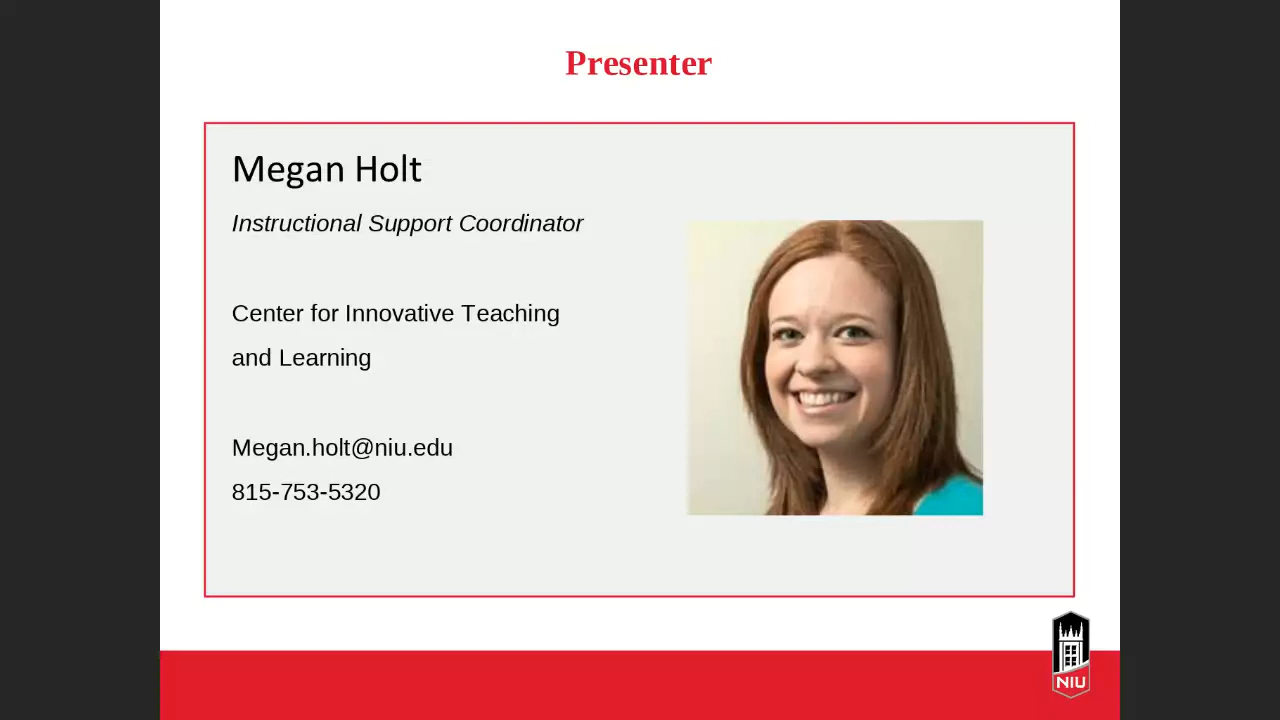 Presenter
Megan Holt
Instructional Support Coordinator
Center for Innovative Teaching
and Learning
Megan.holt@niu.edu
815-753-5320
NIU